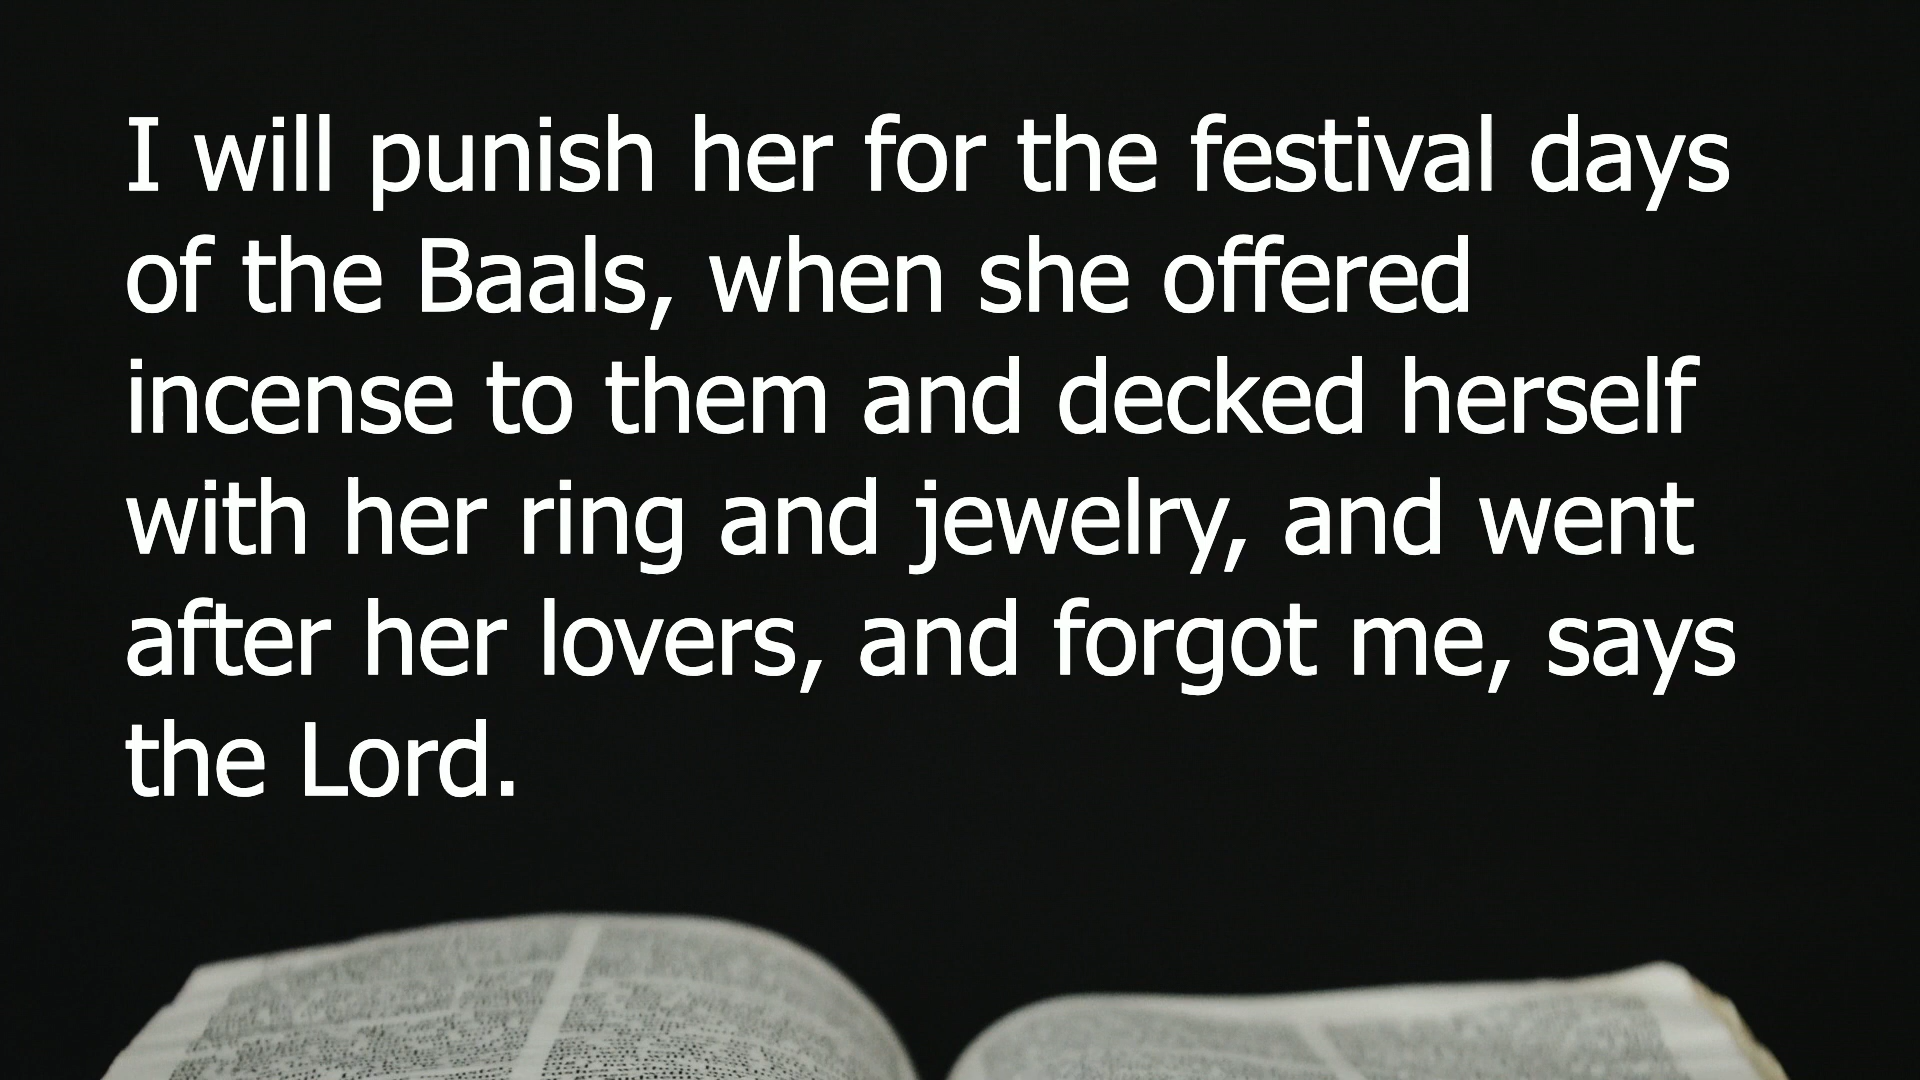 I will punish her for the festival days
of the Baals, when she offered
incense to them and decked herself
with her ring and jewelry, and went
after her lovers, and forgot me, says
the Lord.